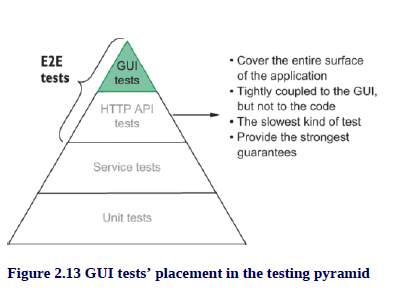 E2E
tests
GUI
tests
HTTP API
tests
Service tests
Unit tests
• Cover the entire surface
of the application
• Tightly coupled to the GUI,
but not to the code
• The slowest kind of test
• Provide the strongest
guarantees
Figure 2.13 GUI tests’ placement in the testing pyramid